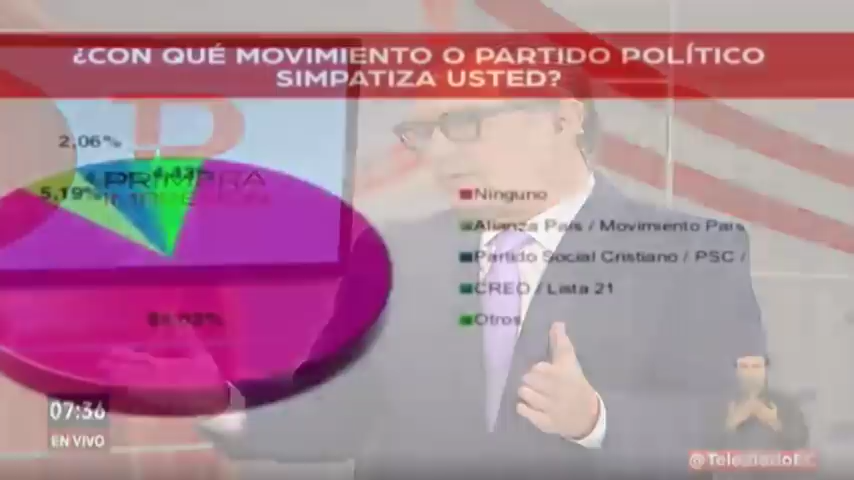 ¿CON QUÉ MOVIMIENTO O PARTIDO POLÍTICO
SIMPATIZA USTED?
2,06%
5,19%
PRIMERA
Ninguno
Alianza País / Movimiento País
Partido Social Cristiano / PSC /
CREO / Lista 21
Otros
07:36
EN VIVO